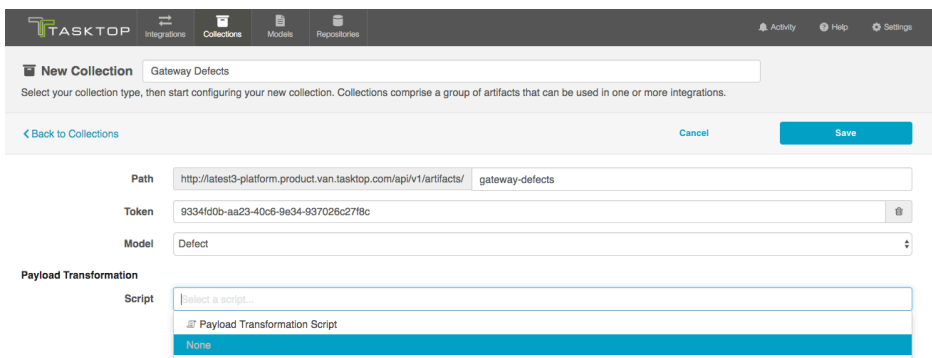 TASKTOP
Integrations
Collections
Models
Repositories
Activity
Help
Settings
New Collection
Gateway Defects
Select your collection type, then start configuring your new collection. Collections comprise a group of artifacts that can be used in one or more integrations.
Back to Collections
Cancel
Save
Path
http://latest3-platform.product.van.tasktop.com/api/v1/artifacts/
gateway-defects
Token
9334fd0b-aa23-40c6-9e34-937026c27f8c
Model
Defect
Payload Transformation
Script
Select a script...
Payload Transformation Script
None